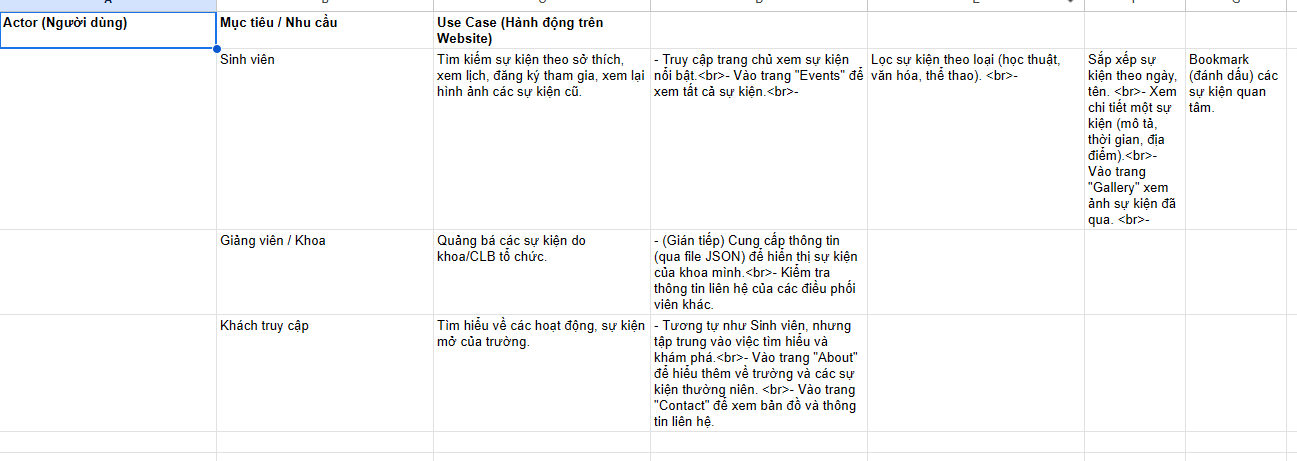 Actor (Người dùng)
Mục tiêu / Nhu cầu
Use Case (Hành động trên
Website)
Sinh viên
Tìm kiếm sự kiện theo sở thích,
xem lịch, đăng ký tham gia, xem lại
hình ảnh các sự kiện cũ.
- Truy cập trang chủ xem sự kiện
nổi bật.<br>- Vào trang "Events" để
xem tất cả sự kiện.<br>-
Lọc sự kiện theo loại (học thuật,
văn hóa, thể thao). <br>-
Sắp xếp sự
kiện theo ngày,
tên. <br>- Xem
chi tiết một sự
kiện (mô tả,
thời gian, địa
điểm).<br>-
Vào trang
"Gallery" xem
ảnh sự kiện đã
qua. <br>-
Bookmark
(đánh dấu) các
sự kiện quan
tâm.
Giảng viên / Khoa
Quảng bá các sự kiện do
khoa/CLB tổ chức.
- (Gián tiếp) Cung cấp thông tin
(qua file JSON) để hiển thị sự kiện
của khoa mình.<br>- Kiểm tra
thông tin liên hệ của các điều phối
viên khác.
Khách truy cập
Tìm hiểu về các hoạt động, sự kiện
mở của trường.
- Tương tự như Sinh viên, nhưng
tập trung vào việc tìm hiểu và
khám phá.<br>- Vào trang "About"
để hiểu thêm về trường và các sự
kiện thường niên. <br>- Vào trang
"Contact" để xem bản đồ và thông
tin liên hệ.